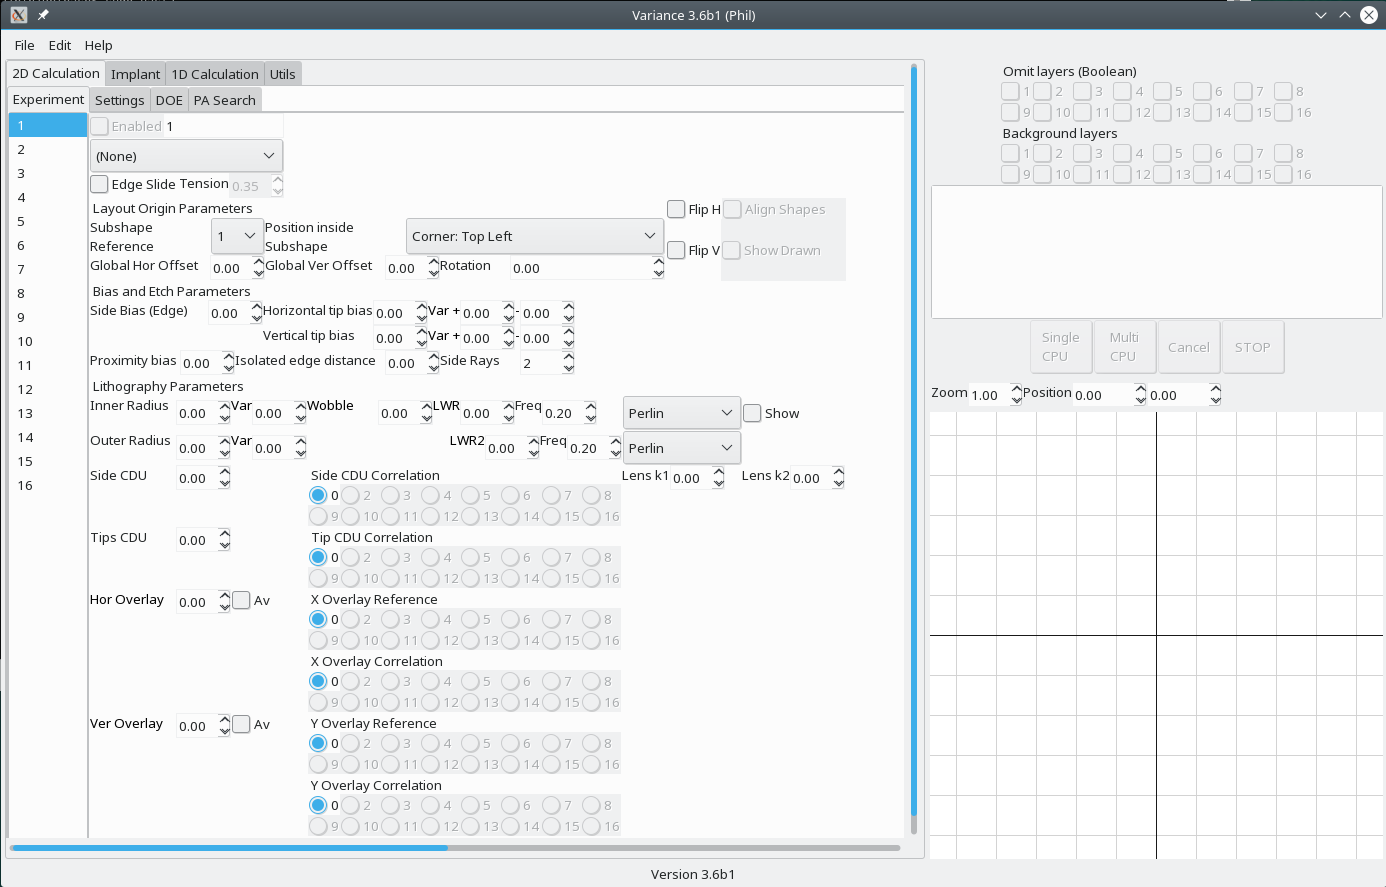 Variance 3.6b1 (Phil)
File Edit Help
2D Calculation Implant 1D Calculation Utils
Experiment Settings DOE PA Search
1
2
3
4
5
6
7
8
9
10
11
12
13
14
15
16
Enabled 1
(None)
Edge Slide Tension 0.35
Layout Origin Parameters
Flip H Align Shapes
Subshape Reference 1 Position inside Subshape Corner: Top Left
Flip V Show Drawn
Global Hor Offset 0.00 Global Ver Offset 0.00 Rotation 0.00
Bias and Etch Parameters
Side Bias (Edge) 0.00 Horizontal tip bias 0.00 Var + 0.00 - 0.00
Vertical tip bias 0.00 Var + 0.00 - 0.00
Proximity bias 0.00 Isolated edge distance 0.00 Side Rays 2
Lithography Parameters
Inner Radius 0.00 Var 0.00 Wobble 0.00 LWR 0.00 Freq 0.20 Perlin Show
Outer Radius 0.00 Var 0.00 LWR2 0.00 Freq 0.20 Perlin
Side CDU 0.00 Side CDU Correlation Lens k1 0.00 Lens k2 0.00
0 2 3 4 5 6 7 8
9 10 11 12 13 14 15 16
Tips CDU 0.00 Tip CDU Correlation
0 2 3 4 5 6 7 8
9 10 11 12 13 14 15 16
Hor Overlay 0.00 Av X Overlay Reference
0 2 3 4 5 6 7 8
9 10 11 12 13 14 15 16
X Overlay Correlation
0 2 3 4 5 6 7 8
9 10 11 12 13 14 15 16
Ver Overlay 0.00 Av Y Overlay Reference
0 2 3 4 5 6 7 8
9 10 11 12 13 14 15 16
Y Overlay Correlation
0 2 3 4 5 6 7 8
9 10 11 12 13 14 15 16
Omit layers (Boolean)
1 2 3 4 5 6 7 8
9 10 11 12 13 14 15 16
Background layers
1 2 3 4 5 6 7 8
9 10 11 12 13 14 15 16
Single CPU Multi CPU Cancel STOP
Zoom 1.00 Position 0.00 0.00
Version 3.6b1